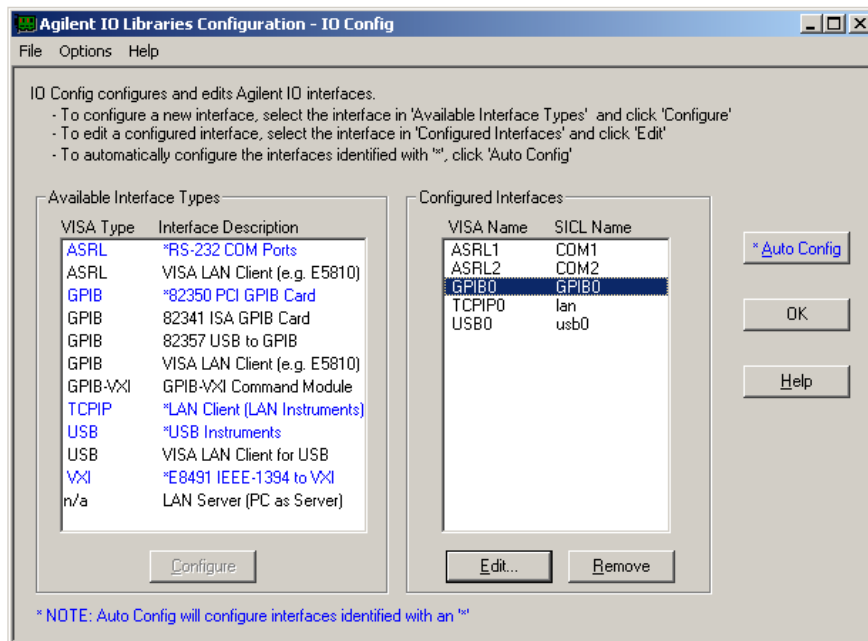 Agilent IO Libraries Configuration - IO Config
File Options Help
IO Config configures and edits Agilent IO interfaces.
- To configure a new interface, select the interface in 'Available Interface Types' and click 'Configure'
- To edit a configured interface, select the interface in 'Configured Interfaces' and click 'Edit'
- To automatically configure the interfaces identified with '*', click 'Auto Config'
Available Interface Types
VISA Type Interface Description
ASRL *RS-232 COM Ports
ASRL VISA LAN Client (e.g. E5810)
GPIB *82350 PCI GPIB Card
GPIB 82341 ISA GPIB Card
GPIB 82357 USB to GPIB
GPIB VISA LAN Client (e.g. E5810)
GPIB-VXI GPIB-VXI Command Module
TCPIP *LAN Client (LAN Instruments)
USB *USB Instruments
USB VISA LAN Client for USB
VXI *E8491 IEEE-1394 to VXI
n/a LAN Server (PC as Server)
Configure
Configured Interfaces
VISA Name SICL Name
ASRL1 COM1
ASRL2 COM2
GPIB0 GPIB0
TCPIP0 lan
USB0 usb0
Edit... Remove
* Auto Config
OK
Help
* NOTE: Auto Config will configure interfaces identified with an '*'